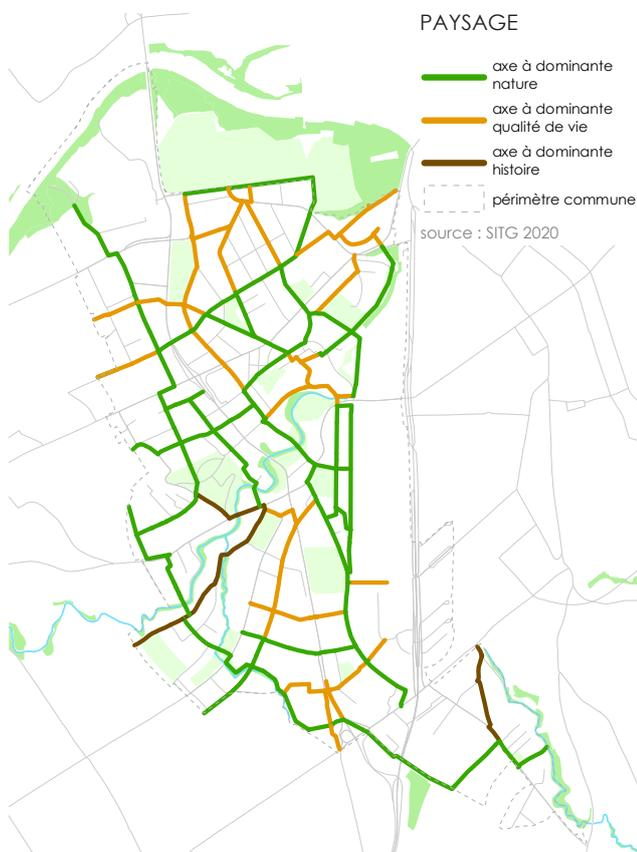 PAYSAGE
axe à dominante
nature
axe à dominante
qualité de vie
axe à dominante
histoire
périmètre commune
source : SITG 2020